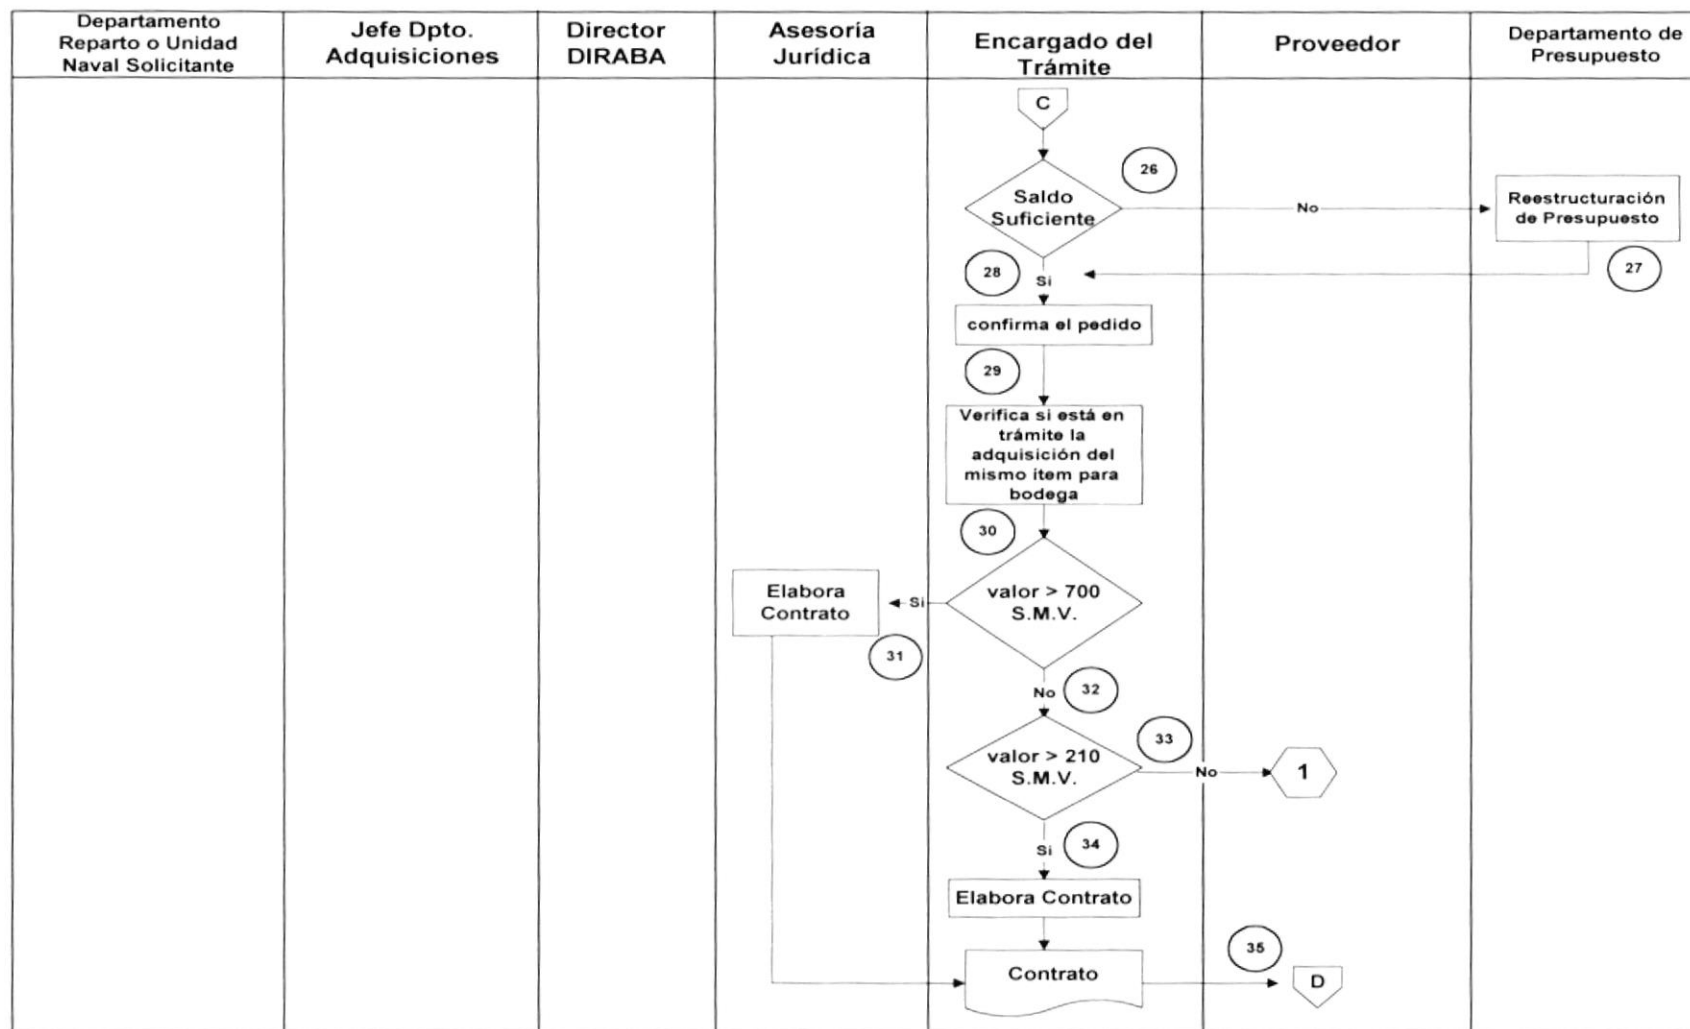 Departamento
Reparto o Unidad
Naval Solicitante
Jefe Dpto.
Adquisiciones
Director
DIRABA
Asesoría
Jurídica
Encargado del
Trámite
Proveedor
Departamento de
Presupuesto
C
26
Saldo
Suficiente
No
Reestructuración
de Presupuesto
27
28
Si
confirma el pedido
29
Verifica si está en
trámite la
adquisición del
mismo item para
bodega
30
valor > 700
S.M.V.
Si
Elabora
Contrato
31
No
32
valor > 210
S.M.V.
33
No
1
Si
34
Elabora Contrato
Contrato
35
D